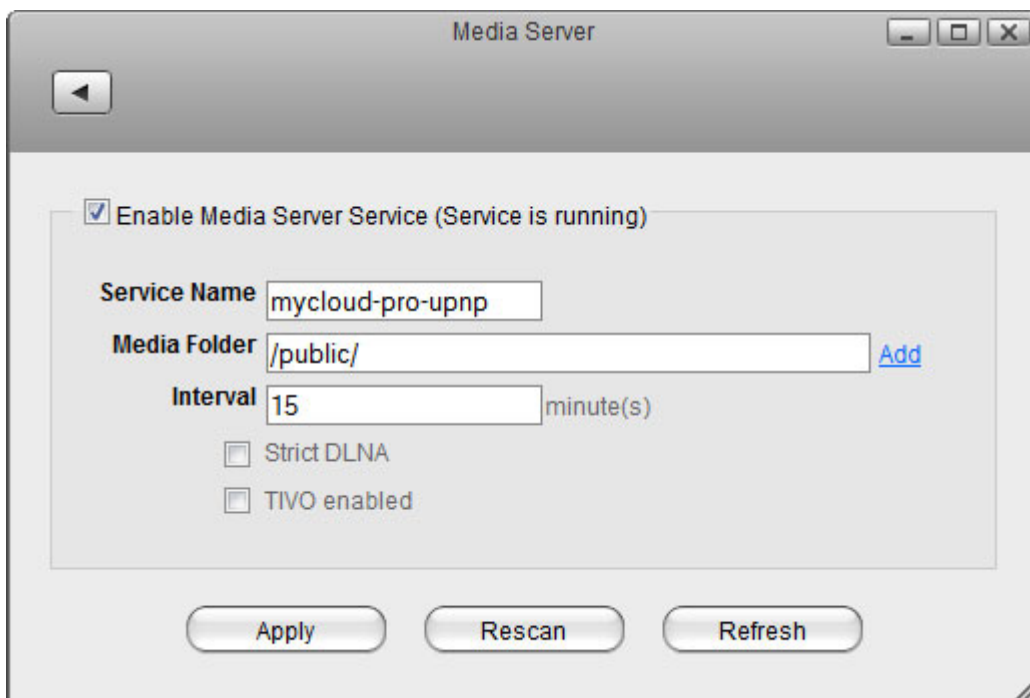 Media Server
Enable Media Server Service (Service is running)
Service Name mycloud-pro-upnp
Media Folder /public/ Add
Interval 15 minute(s)
Strict DLNA
TIVO enabled
Apply Rescan Refresh